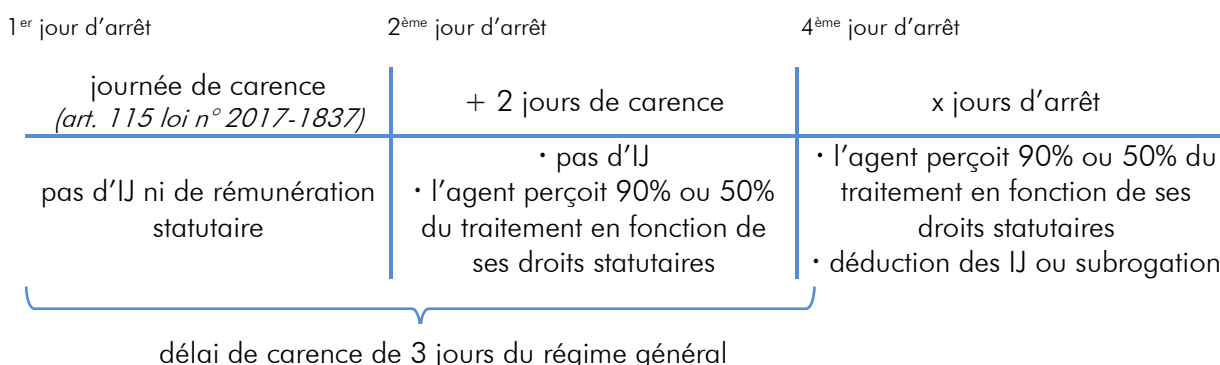 1er jour d'arrêt
2ème jour d'arrêt
4ème jour d'arrêt
journée de carence
(art. 115 loi n° 2017-1837)
+ 2 jours de carence
x jours d'arrêt
pas d'IJ ni de rémunération
statutaire
· pas d'IJ
· l'agent perçoit 90% ou 50%
du traitement en fonction de
ses droits statutaires
· l'agent perçoit 90% ou 50% du
traitement en fonction de ses
droits statutaires
· déduction des IJ ou subrogation
délai de carence de 3 jours du régime général